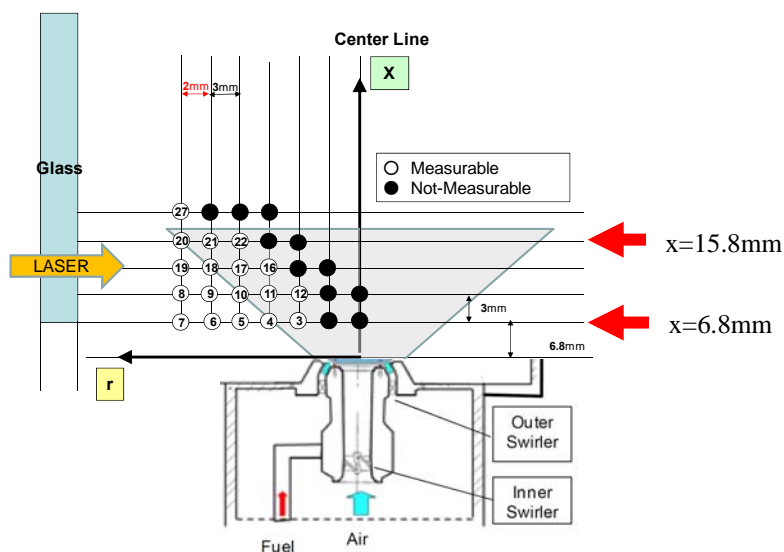 Center Line
X
2mm
3mm
Glass
Measurable
Not-Measurable
27
20
21
22
x=15.8mm
LASER
19
18
17
16
8
9
10
11
12
3mm
7
6
5
4
3
x=6.8mm
6.8mm
r
Outer
Swirler
Inner
Swirler
Fuel
Air